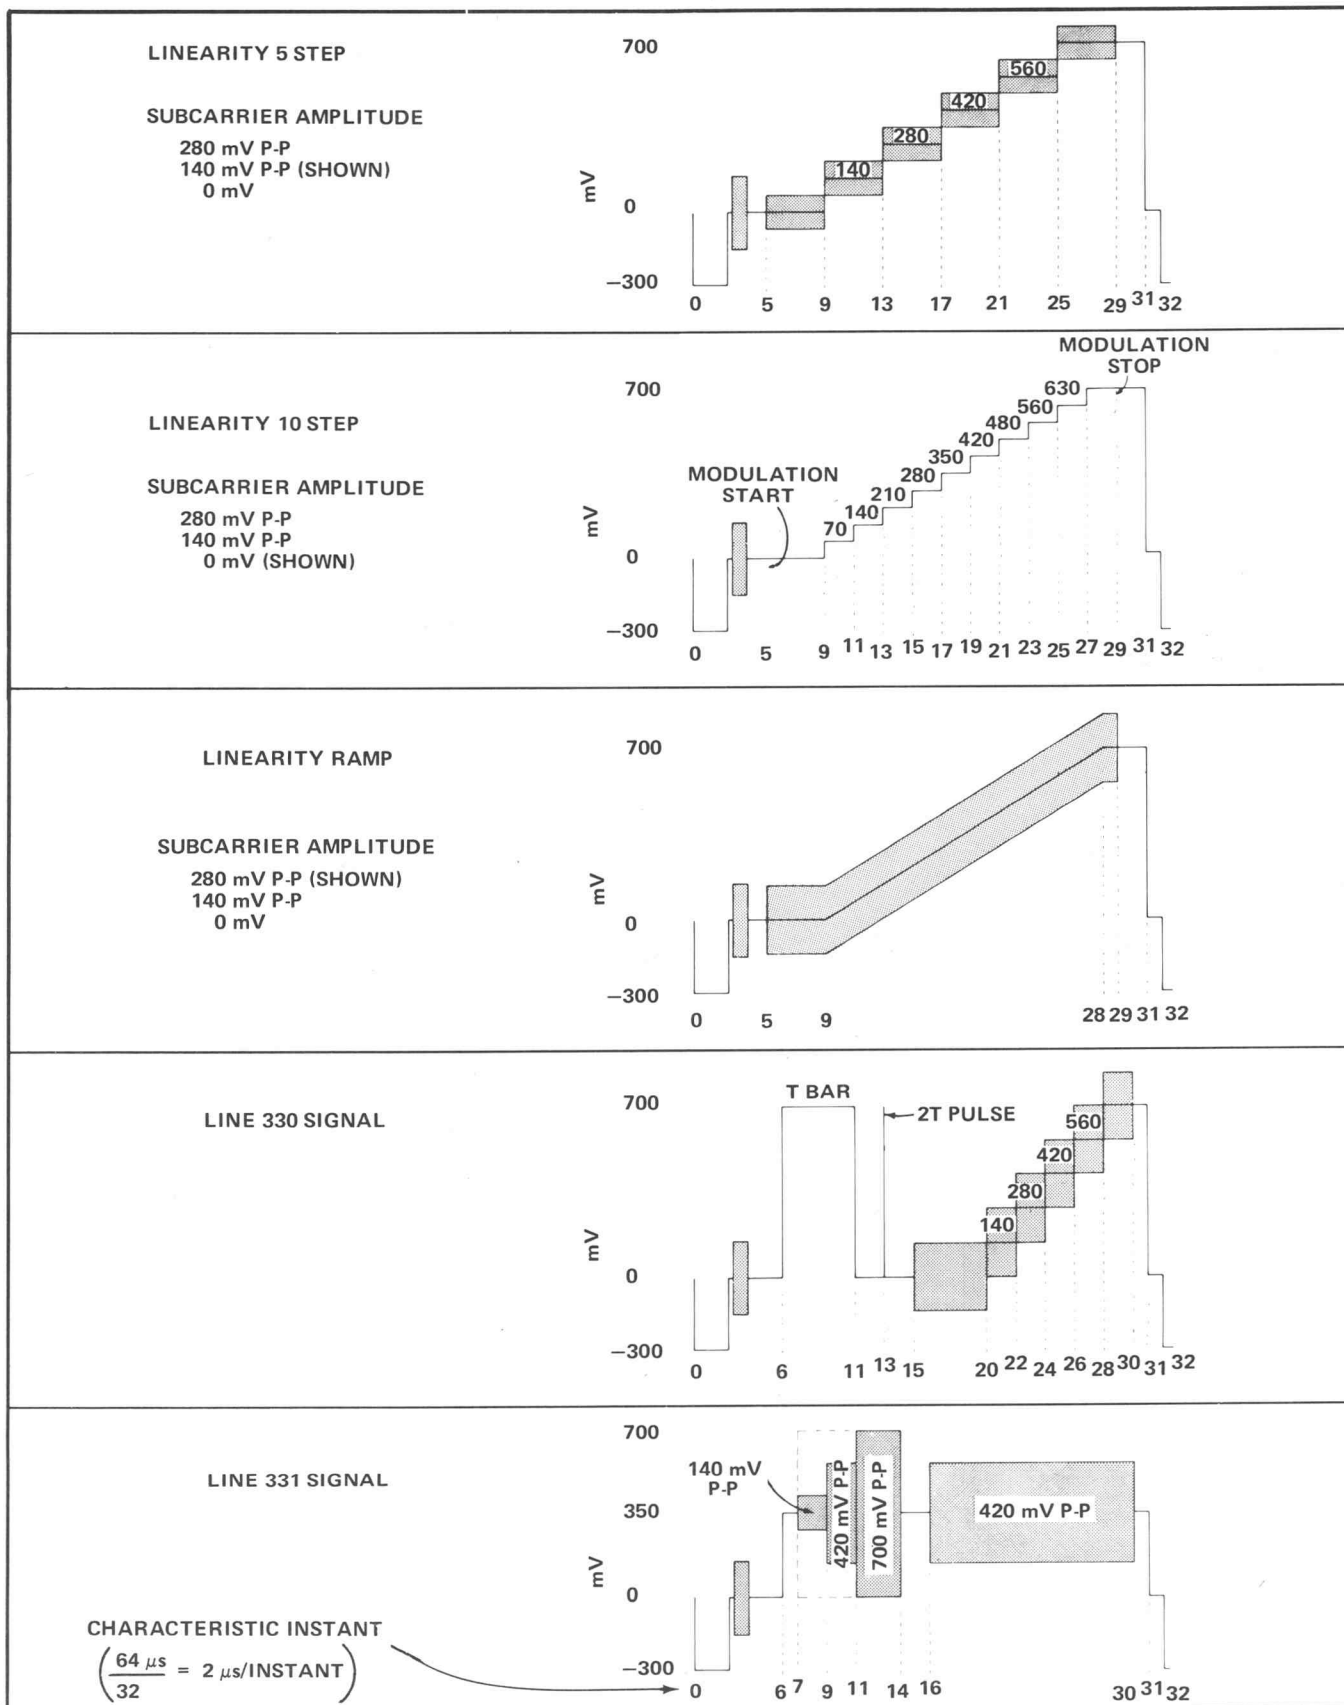 LINEARITY 5 STEP
SUBCARRIER AMPLITUDE
280 mV P-P
140 mV P-P (SHOWN)
0 mV
700
mV
0
−300
140
280
420
560
0 5 9 13 17 21 25 29 31 32
LINEARITY 10 STEP
SUBCARRIER AMPLITUDE
280 mV P-P
140 mV P-P
0 mV (SHOWN)
700
mV
0
−300
MODULATION
START
MODULATION
STOP
70
140
210
280
350
420
480
560
630
0 5 9 11 13 15 17 19 21 23 25 27 29 31 32
LINEARITY RAMP
SUBCARRIER AMPLITUDE
280 mV P-P (SHOWN)
140 mV P-P
0 mV
700
mV
0
−300
0 5 9 28 29 31 32
LINE 330 SIGNAL
700
mV
0
−300
T BAR
2T PULSE
140
280
420
560
0 6 11 13 15 20 22 24 26 28 30 31 32
LINE 331 SIGNAL
700
350
mV
0
−300
140 mV
P-P
420 mV P-P
700 mV P-P
420 mV P-P
CHARACTERISTIC INSTANT
(64 μs / 32 = 2 μs/INSTANT)
0 6 7 9 11 14 16 30 31 32